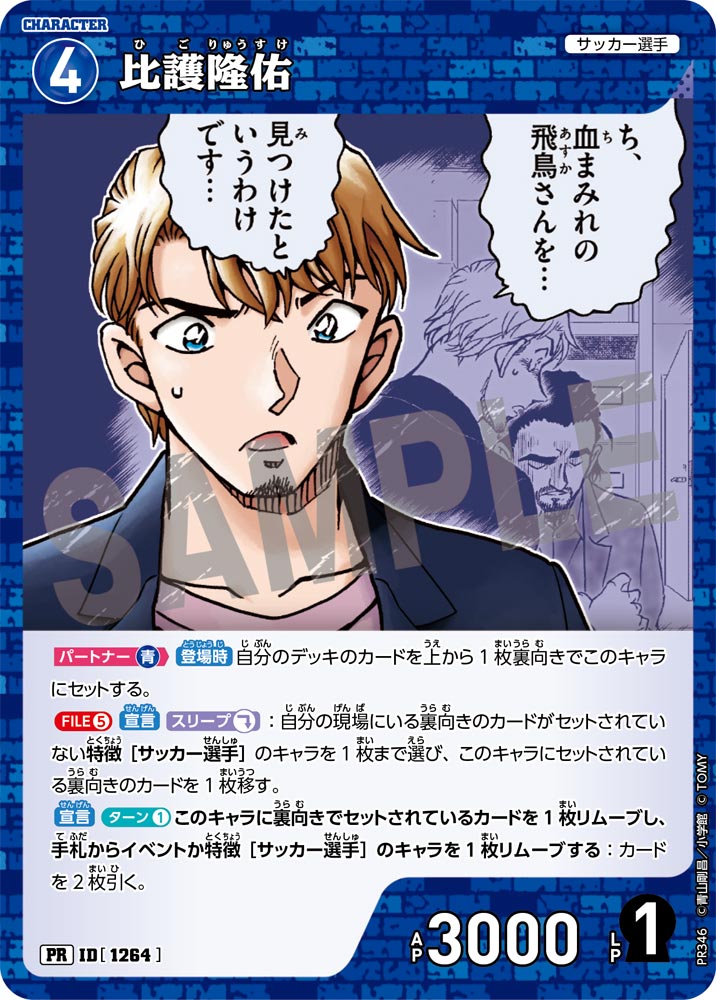 CHARACTER
4
ひごりゅうすけ
比護隆佑
サッカー選手
ち、
血まみれの
飛鳥さんを…
見つけたと
いうわけ
です…
SAMPLE
パートナー 青 登場時 自分のデッキのカードを上から1枚裏向きでこのキャラ
にセットする。
FILE 5 宣言 スリープ：自分の現場にいる裏向きのカードがセットされてい
ない特徴［サッカー選手］のキャラを1枚まで選び、このキャラにセットされてい
る裏向きのカードを1枚移す。
宣言 ターン 1 このキャラに裏向きでセットされているカードを1枚リムーブし、
手札からイベントか特徴［サッカー選手］のキャラを1枚リムーブする：カード
を2枚引く。
PR ID[ 1264 ]
AP 3000
LP 1
PR346 ©青山剛昌／小学館 ©TOMY